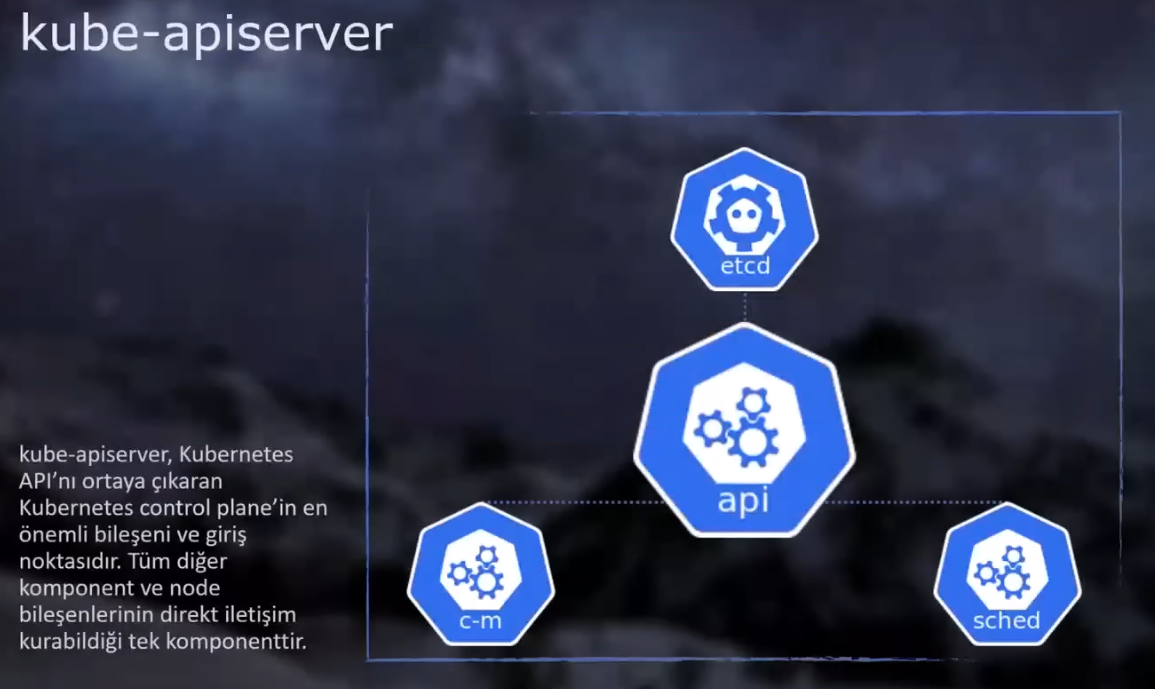 kube-apiserver
etcd
api
c-m
sched
kube-apiserver, Kubernetes
API’nı ortaya çıkaran
Kubernetes control plane’in en
önemli bileşeni ve giriş
noktasıdır. Tüm diğer
komponent ve node
bileşenlerinin direkt iletişim
kurabildiği tek komponenttir.